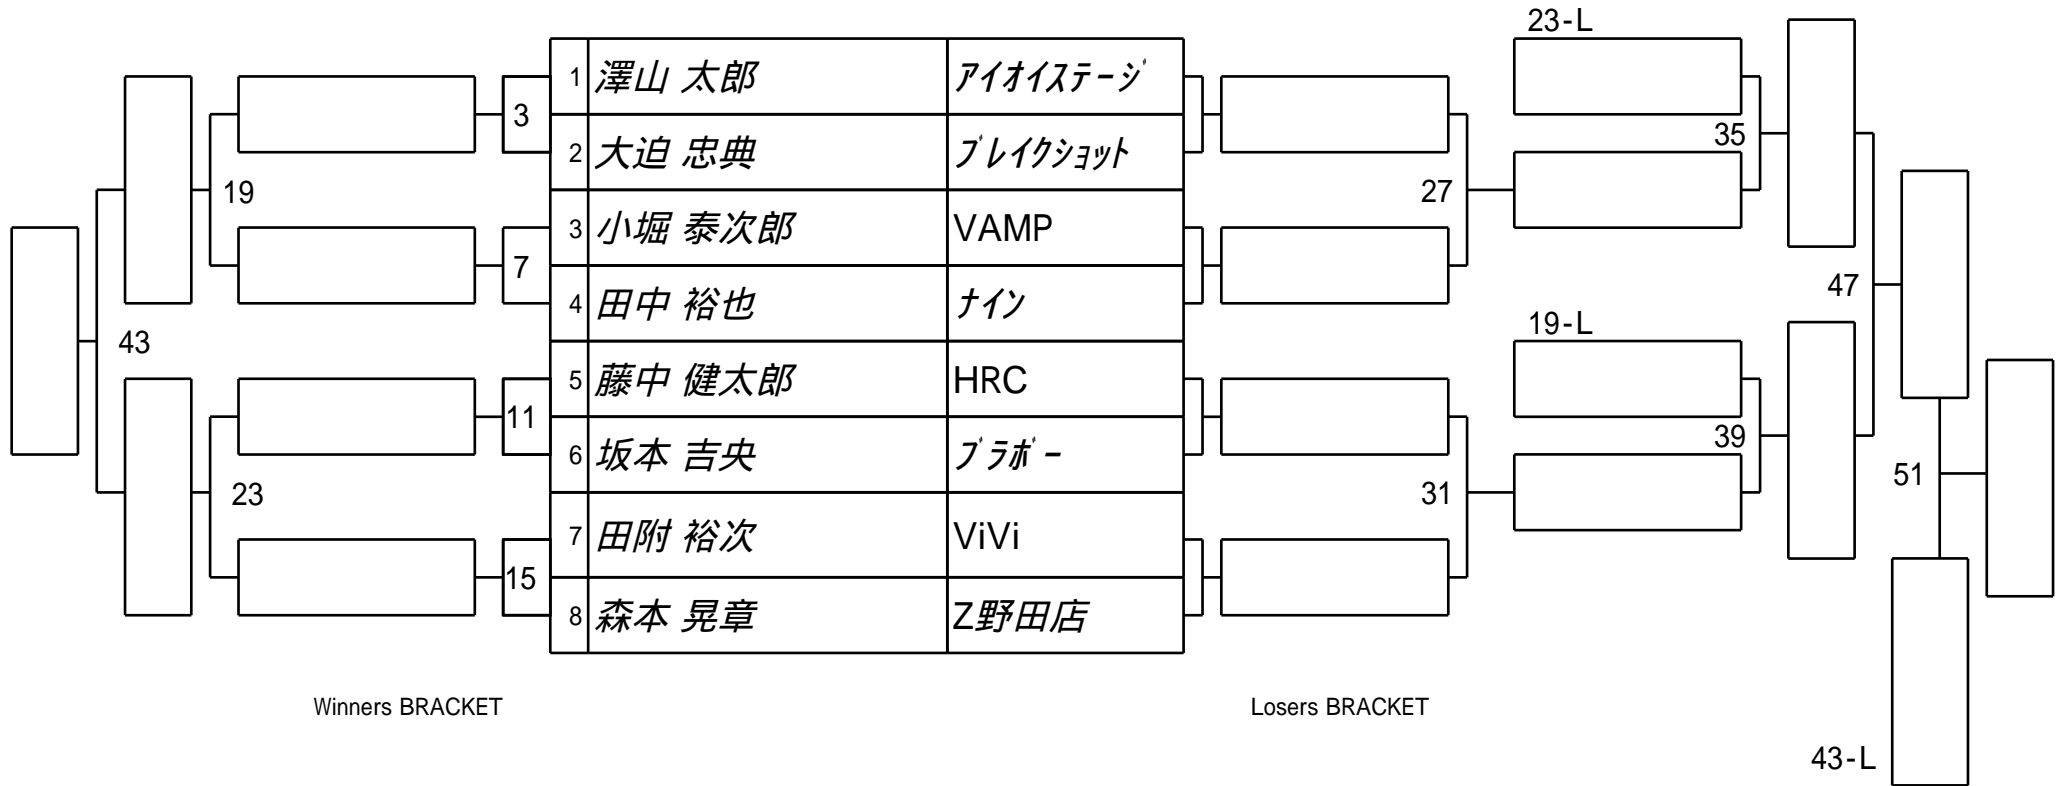 23-L
1 澤山 太郎 ｱｲｵｲｽﾃｰｼﾞ
3
35
2 大迫 忠典 ﾌﾞﾚｲｸｼｮｯﾄ
19
27
3 小堀 泰次郎 VAMP
7
47
4 田中 裕也 ﾅｲﾝ
19-L
43
5 藤中 健太郎 HRC
11
39
6 坂本 吉央 ﾌﾞﾗﾎﾞｰ
51
23
31
7 田附 裕次 ViVi
15
8 森本 晃章 Z野田店
Winners BRACKET
Losers BRACKET
43-L